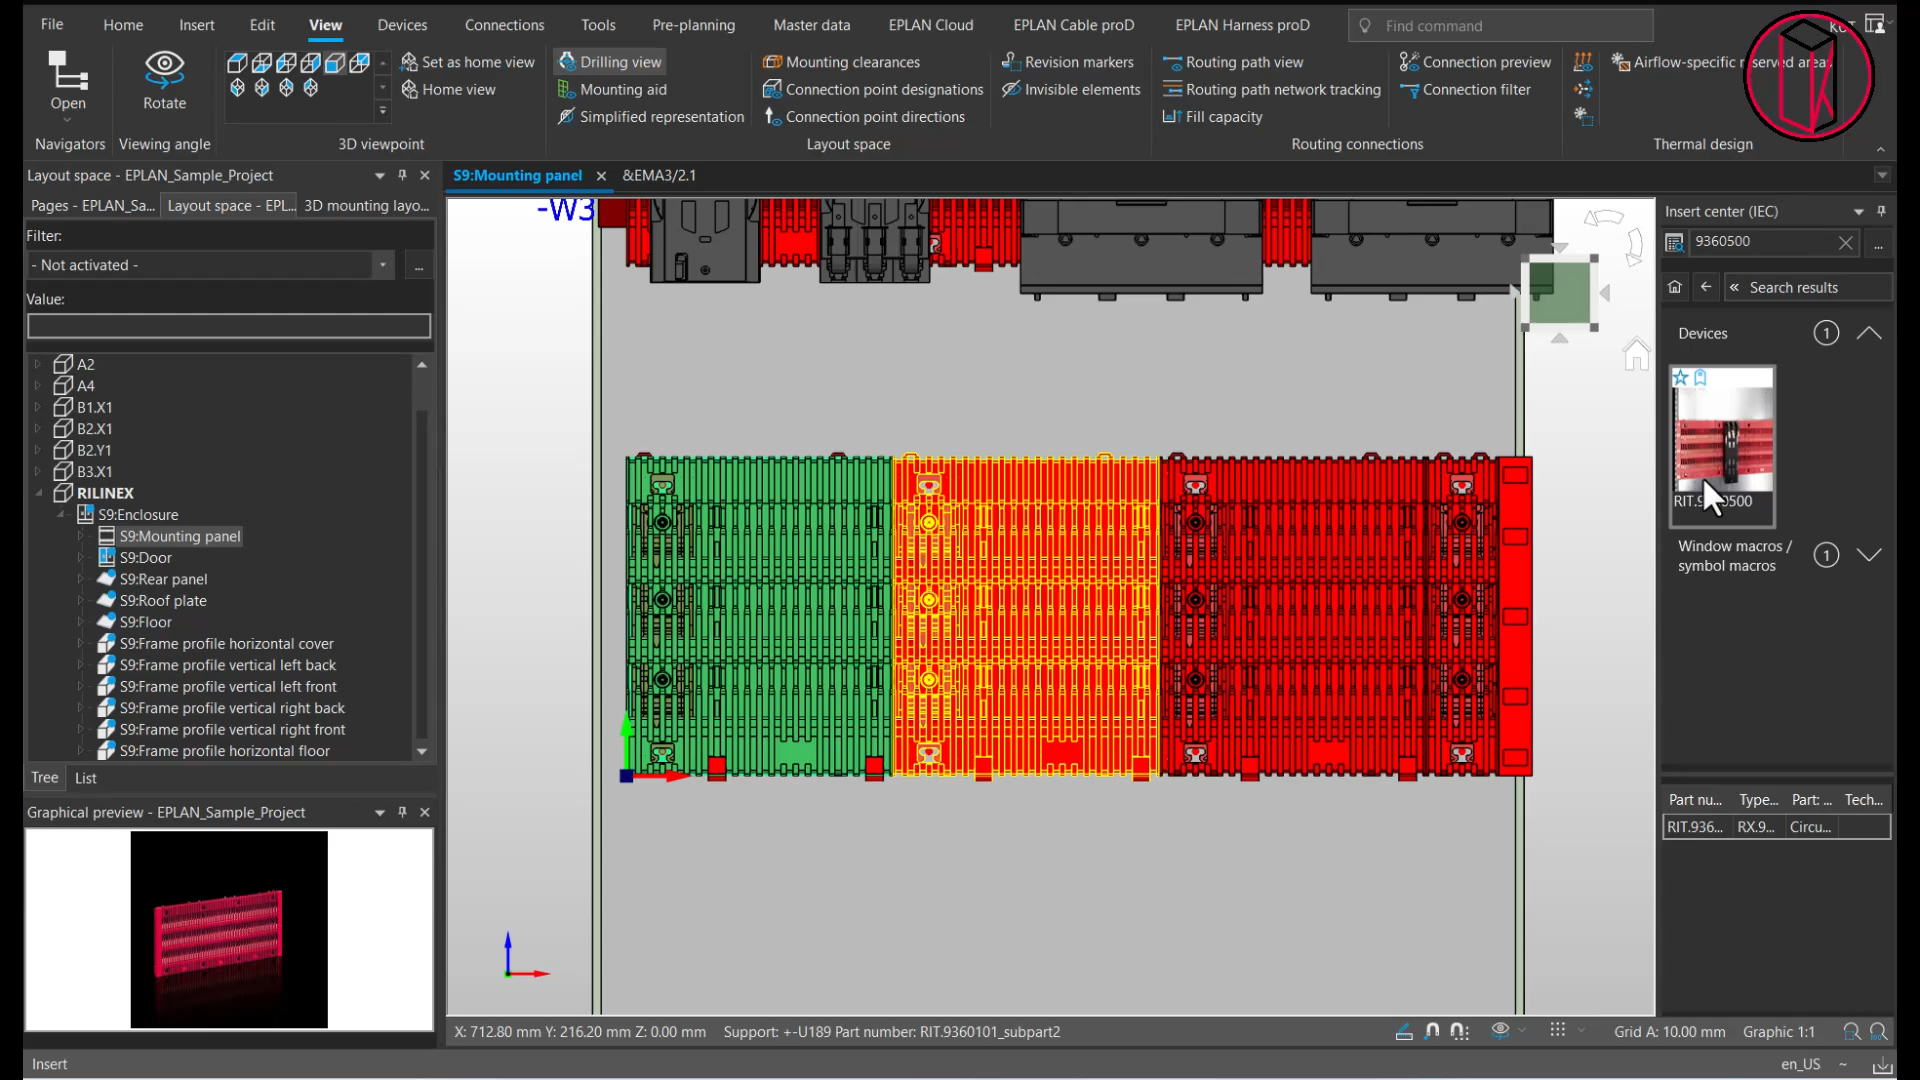 File Home Insert Edit View Devices Connections Tools Pre-planning Master data EPLAN Cloud EPLAN Cable proD EPLAN Harness proD Find command
Open
Navigators
Rotate
Viewing angle
3D viewpoint
Set as home view
Home view
Drilling view
Mounting aid
Simplified representation
Mounting clearances
Connection point designations
Connection point directions
Layout space
Revision markers
Invisible elements
Routing path view
Routing path network tracking
Fill capacity
Connection preview
Connection filter
Routing connections
Airflow-specific reserved areas
Thermal design
Layout space - EPLAN_Sample_Project
Pages - EPLAN_Sa... Layout space - EPL... 3D mounting layo...
Filter:
- Not activated -
...
Value:
A2
A4
B1.X1
B2.X1
B2.Y1
B3.X1
RILINEX
S9:Enclosure
S9:Mounting panel
S9:Door
S9:Rear panel
S9:Roof plate
S9:Floor
S9:Frame profile horizontal cover
S9:Frame profile vertical left back
S9:Frame profile vertical left front
S9:Frame profile vertical right back
S9:Frame profile vertical right front
S9:Frame profile horizontal floor
Tree List
Graphical preview - EPLAN_Sample_Project
S9:Mounting panel &EMA3/2.1
-W3
Insert center (IEC)
9360500
...
« Search results
Devices 1
Window macros /
symbol macros 1
Part nu... Type... Part: ... Tech...
RIT.936... RX.9... Circu...
X: 712.80 mm Y: 216.20 mm Z: 0.00 mm Support: +-U189 Part number: RIT.9360101_subpart2 Grid A: 10.00 mm Graphic 1:1
Insert en_US ~